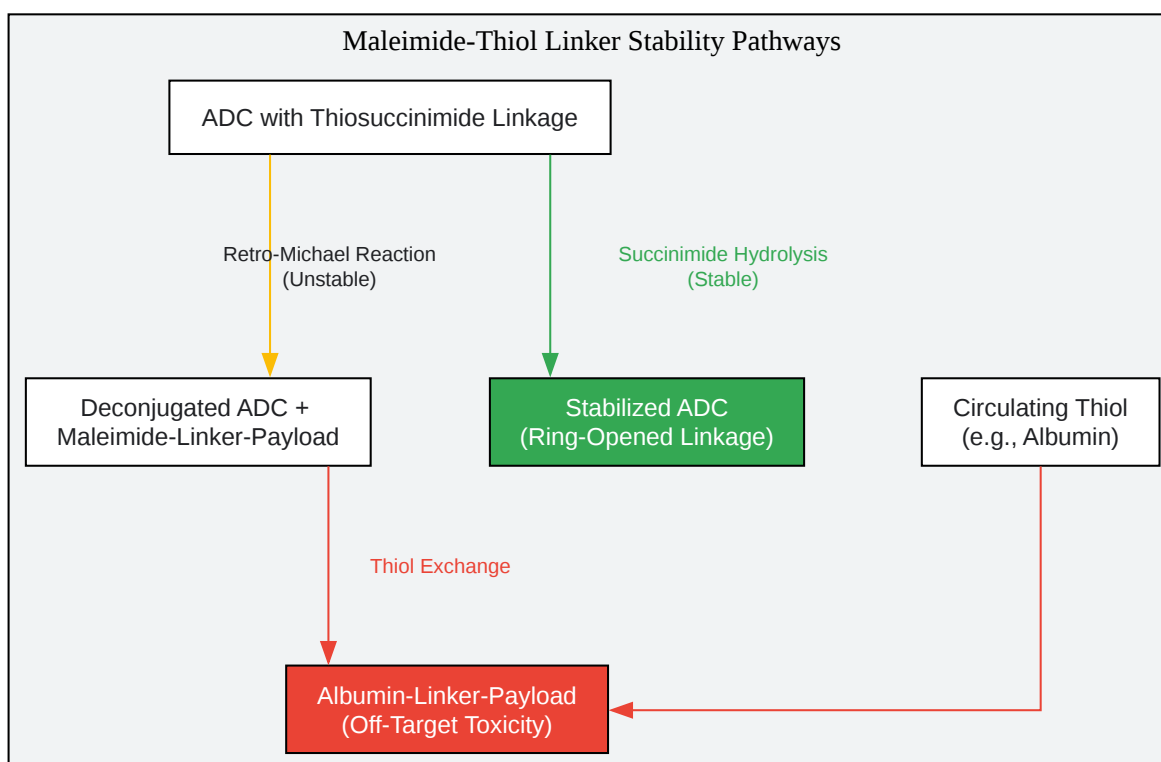 Maleimide-Thiol Linker Stability Pathways
ADC with Thiosuccinimide Linkage
Retro-Michael Reaction
(Unstable)
Succinimide Hydrolysis
(Stable)
Deconjugated ADC +
Maleimide-Linker-Payload
Stabilized ADC
(Ring-Opened Linkage)
Circulating Thiol
(e.g., Albumin)
Thiol Exchange
Albumin-Linker-Payload
(Off-Target Toxicity)